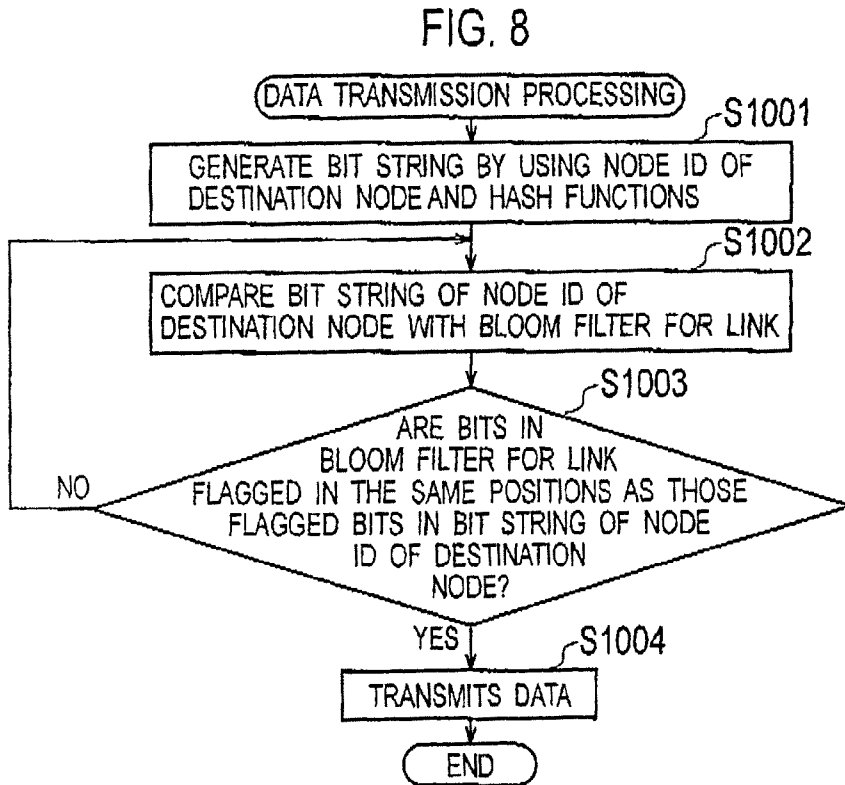 FIG. 8
DATA TRANSMISSION PROCESSING
S1001
GENERATE BIT STRING BY USING NODE ID OF
DESTINATION NODE AND HASH FUNCTIONS
S1002
COMPARE BIT STRING OF NODE ID OF
DESTINATION NODE WITH BLOOM FILTER FOR LINK
S1003
ARE BITS IN
BLOOM FILTER FOR LINK
FLAGGED IN THE SAME POSITIONS AS THOSE
FLAGGED BITS IN BIT STRING OF NODE
ID OF DESTINATION
NODE?
NO
YES
S1004
TRANSMITS DATA
END